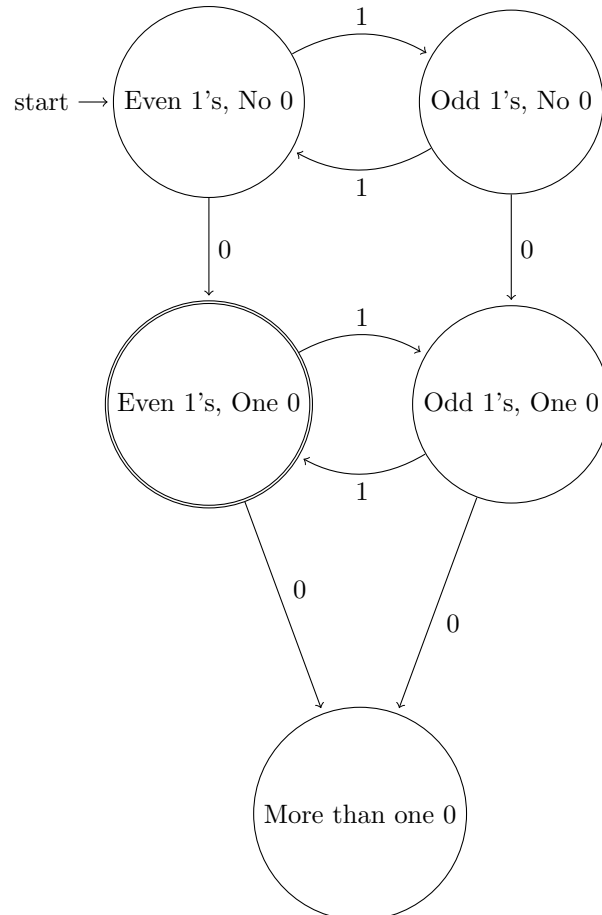 1
start
Even 1's, No 0
Odd 1's, No 0
1
0
0
1
Even 1's, One 0
Odd 1's, One 0
1
0
0
More than one 0